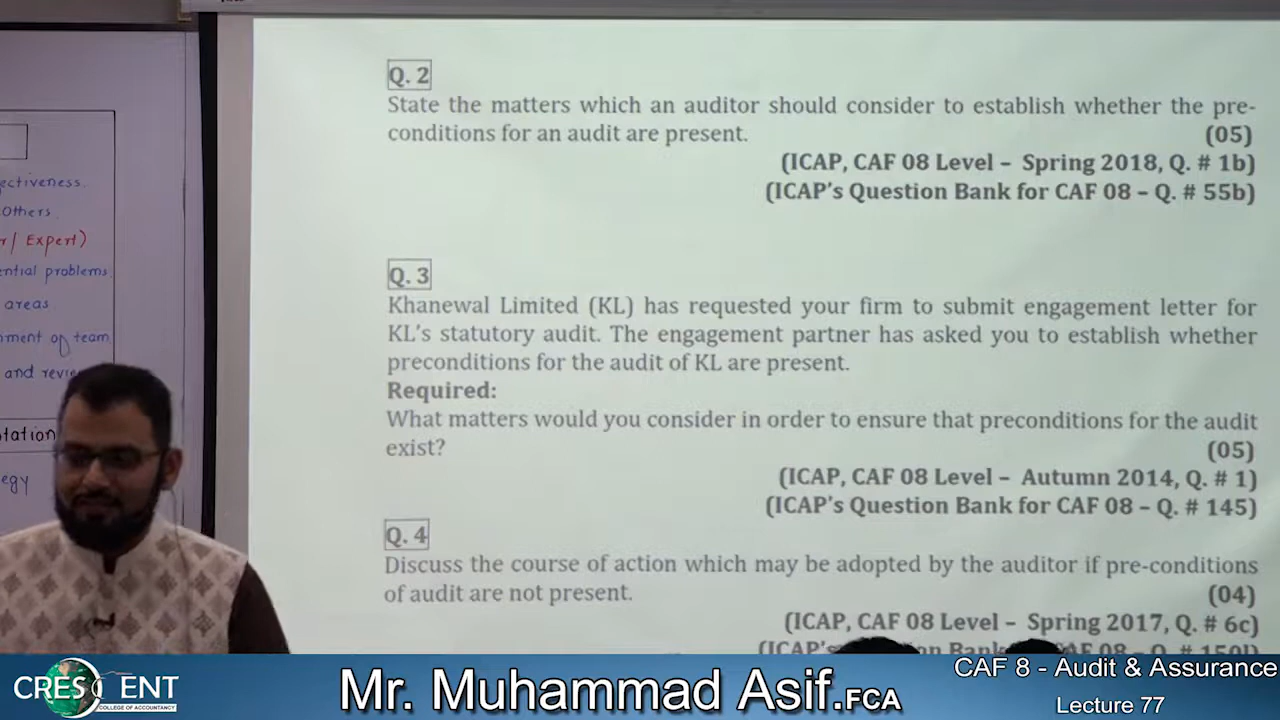 ectiveness.
Others.
r/ Expert)
ential problems.
areas
nment of team
and revie
tation
egy
Q. 2
State the matters which an auditor should consider to establish whether the pre-
conditions for an audit are present. (05)
(ICAP, CAF 08 Level – Spring 2018, Q. # 1b)
(ICAP's Question Bank for CAF 08 – Q. # 55b)
Q. 3
Khanewal Limited (KL) has requested your firm to submit engagement letter for
KL's statutory audit. The engagement partner has asked you to establish whether
preconditions for the audit of KL are present.
Required:
What matters would you consider in order to ensure that preconditions for the audit
exist? (05)
(ICAP, CAF 08 Level – Autumn 2014, Q. # 1)
(ICAP's Question Bank for CAF 08 – Q. # 145)
Q. 4
Discuss the course of action which may be adopted by the auditor if pre-conditions
of audit are not present. (04)
(ICAP, CAF 08 Level – Spring 2017, Q. # 6c)
(ICAP's on Bank AF 08 – Q. #
CRESCENT
COLLEGE OF ACCOUNTANCY
Mr. Muhammad Asif.FCA
CAF 8 - Audit & Assurance
Lecture 77